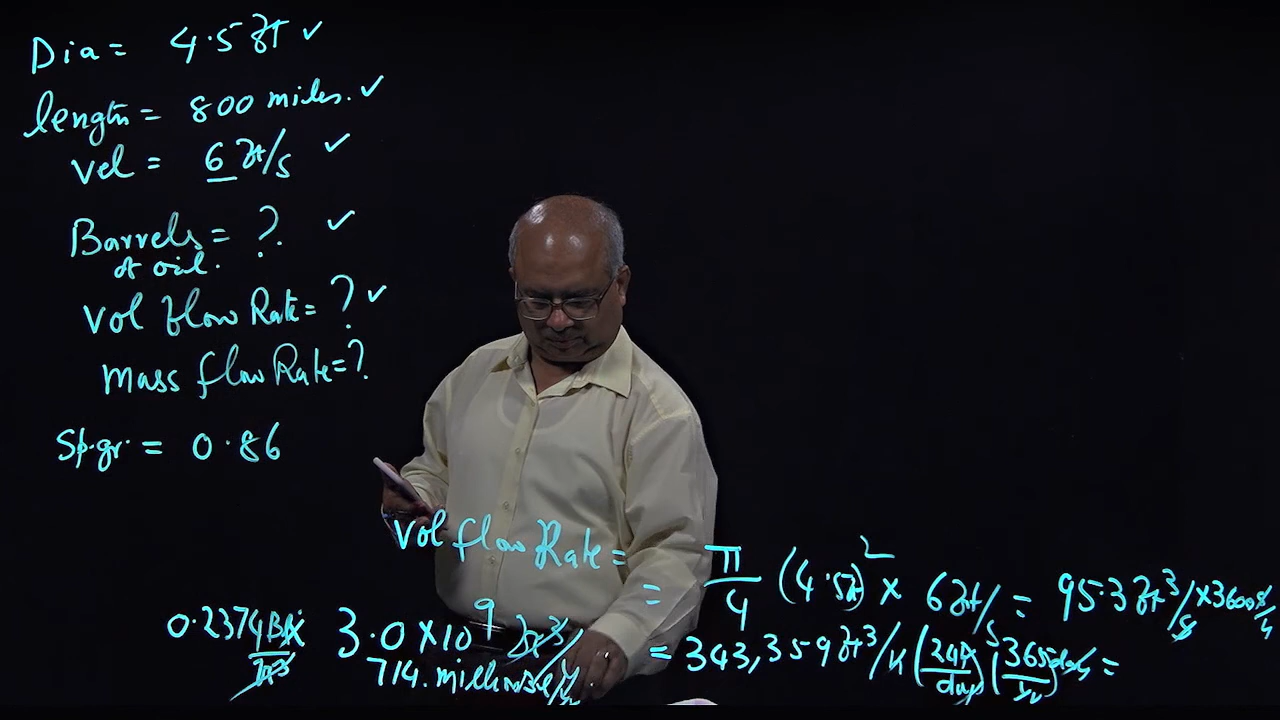 Dia = 4.5 ft ✓
length = 800 miles. ✓
Vel = 6 ft/s ✓
Barrels = ? ✓
of oil.
Vol flow Rate = ? ✓
mass flow Rate = ?
Sp.gr. = 0.86
Vol flow Rate =
= π/4 (4.5ft)² × 6 ft/s = 95.3 ft³/s × 3600 s/h
0.2374 3.0 × 10⁹ ft³/ = 343,359 ft³/h (24h/day) (365 days/yr) =
714. million